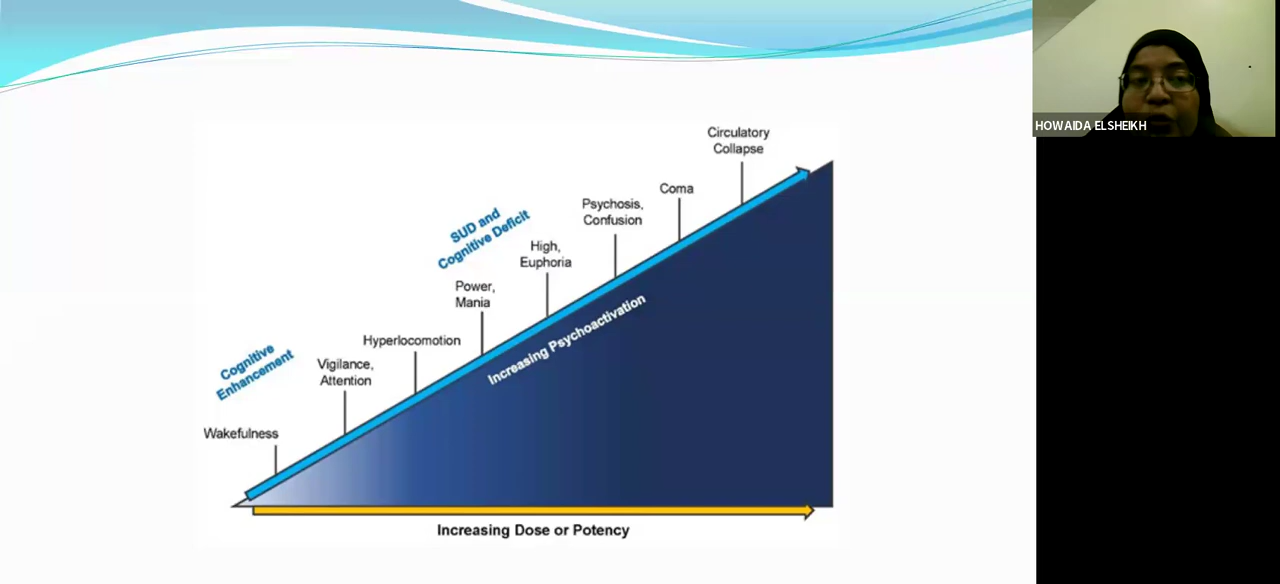 HOWAIDA ELSHEIKH
Circulatory
Collapse
Coma
Psychosis,
Confusion
SUD and
Cognitive Deficit
High,
Euphoria
Power,
Mania
Hyperlocomotion
Cognitive
Enhancement
Vigilance,
Attention
Wakefulness
Increasing Psychoactivation
Increasing Dose or Potency